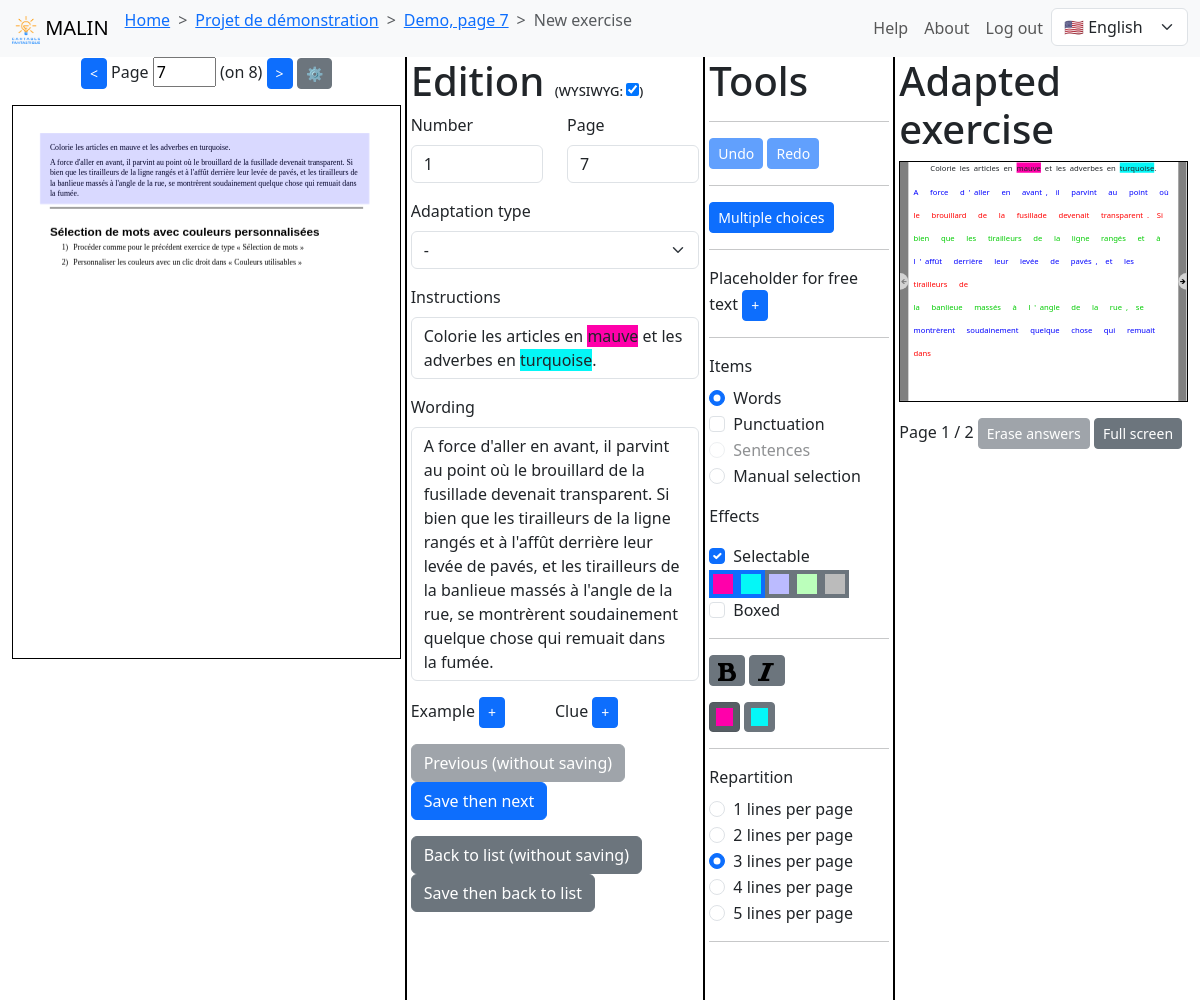 MALIN
Home > Projet de démonstration > Demo, page 7 > New exercise
Help About Log out 🇺🇸 English
< Page 7 (on 8) > ⚙️
Colorie les articles en mauve et les adverbes en turquoise.
A force d'aller en avant, il parvint au point où le brouillard de la fusillade devenait transparent. Si
bien que les tirailleurs de la ligne rangés et à l'affût derrière leur levée de pavés, et les tirailleurs de
la banlieue massés à l'angle de la rue, se montrèrent soudainement quelque chose qui remuait dans
la fumée.
Sélection de mots avec couleurs personnalisées
1) Procéder comme pour le précédent exercice de type « Sélection de mots »
2) Personnaliser les couleurs avec un clic droit dans « Couleurs utilisables »
Edition (WYSIWYG: )
Number Page
1 7
Adaptation type
-
Instructions
Colorie les articles en mauve et les
adverbes en turquoise.
Wording
A force d'aller en avant, il parvint
au point où le brouillard de la
fusillade devenait transparent. Si
bien que les tirailleurs de la ligne
rangés et à l'affût derrière leur
levée de pavés, et les tirailleurs de
la banlieue massés à l'angle de la
rue, se montrèrent soudainement
quelque chose qui remuait dans
la fumée.
Example + Clue +
Previous (without saving)
Save then next
Back to list (without saving)
Save then back to list
Tools
Undo Redo
Multiple choices
Placeholder for free
text +
Items
Words
Punctuation
Sentences
Manual selection
Effects
Selectable
Boxed
B I
Repartition
1 lines per page
2 lines per page
3 lines per page
4 lines per page
5 lines per page
Adapted
exercise
Colorie les articles en mauve et les adverbes en turquoise.
A force d'aller en avant, il parvint au point où
le brouillard de la fusillade devenait transparent. Si
bien que les tirailleurs de la ligne rangés et à
l'affût derrière leur levée de pavés, et les
tirailleurs de
la banlieue massés à l'angle de la rue, se
montrèrent soudainement quelque chose qui remuait
dans
Page 1 / 2 Erase answers Full screen